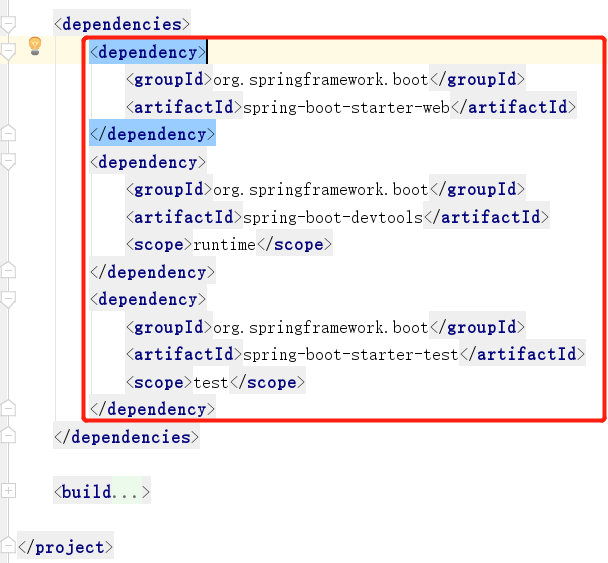 <dependencies>
<dependency>
<groupId>org.springframework.boot</groupId>
<artifactId>spring-boot-starter-web</artifactId>
</dependency>
<dependency>
<groupId>org.springframework.boot</groupId>
<artifactId>spring-boot-devtools</artifactId>
<scope>runtime</scope>
</dependency>
<dependency>
<groupId>org.springframework.boot</groupId>
<artifactId>spring-boot-starter-test</artifactId>
<scope>test</scope>
</dependency>
</dependencies>
<build...>
</project>